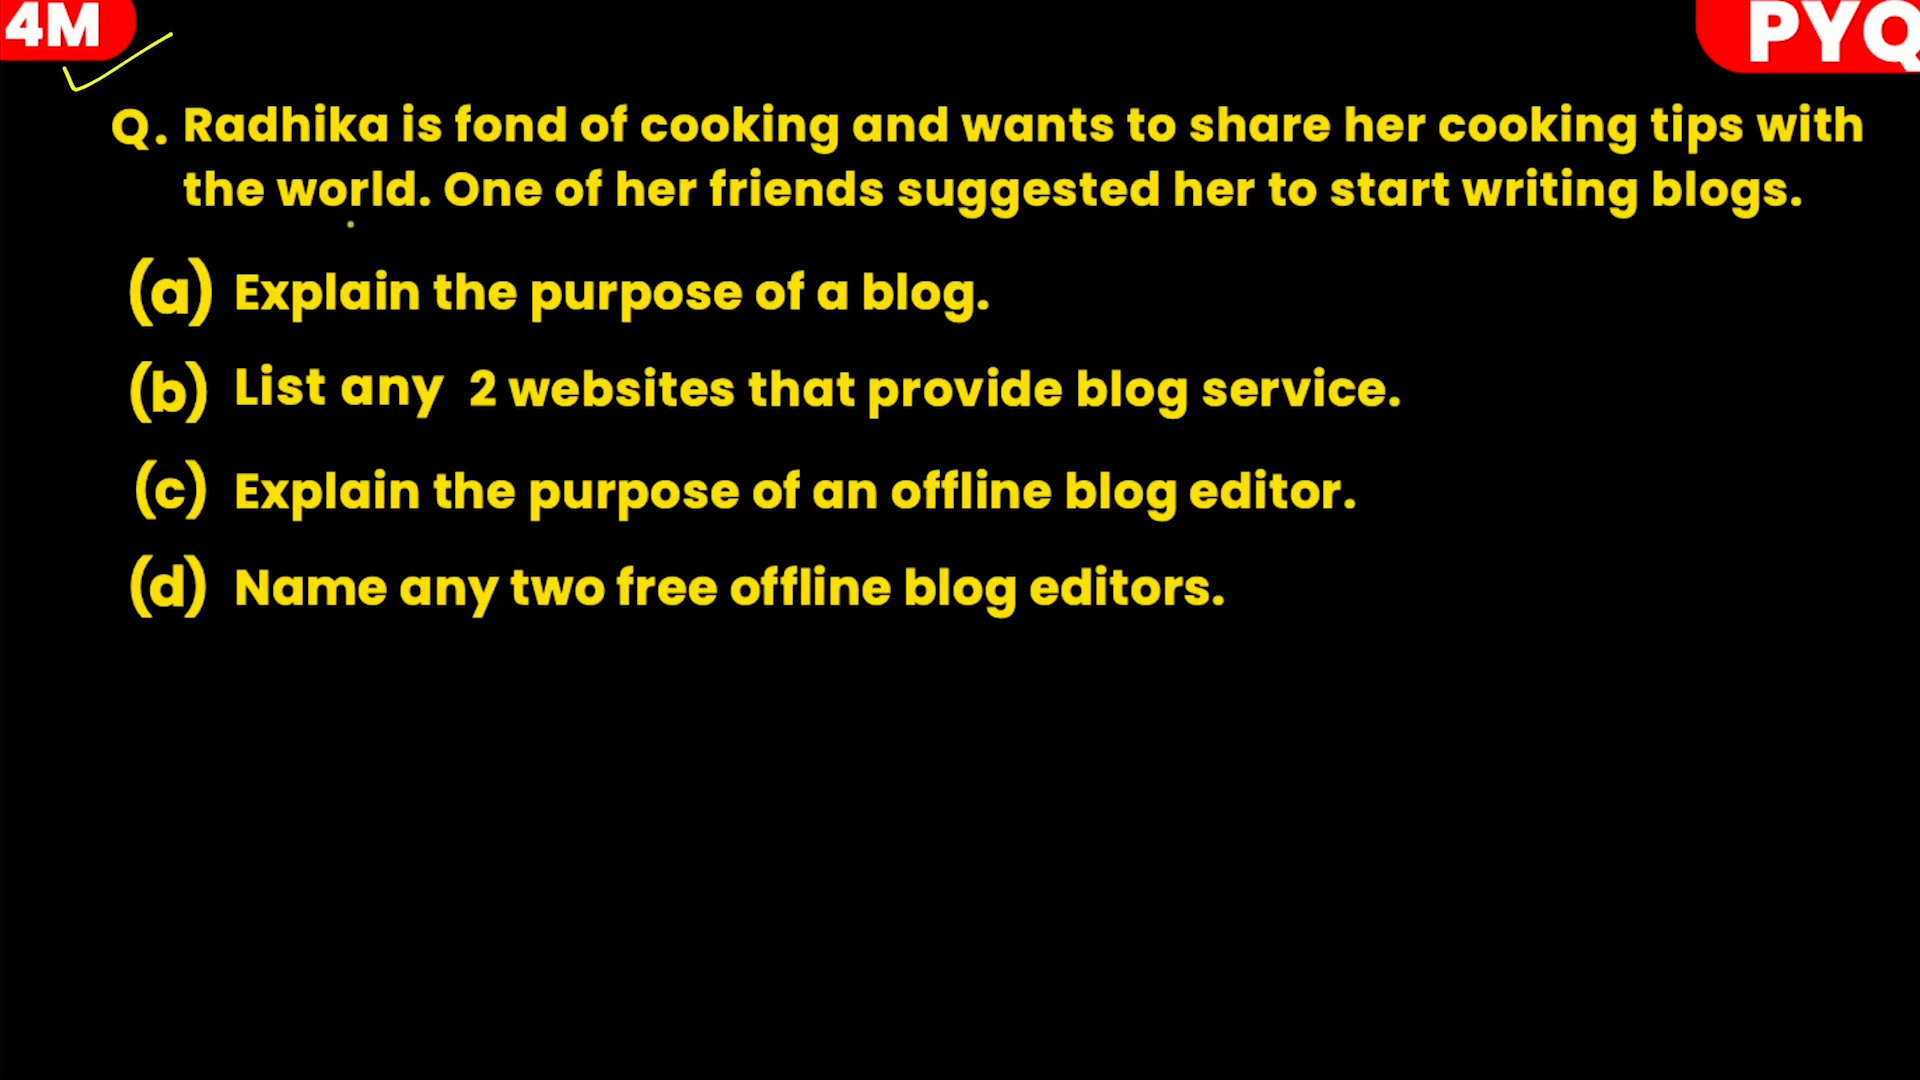 4M
PYQ
Q. Radhika is fond of cooking and wants to share her cooking tips with
the world. One of her friends suggested her to start writing blogs.
(a) Explain the purpose of a blog.
(b) List any 2 websites that provide blog service.
(c) Explain the purpose of an offline blog editor.
(d) Name any two free offline blog editors.